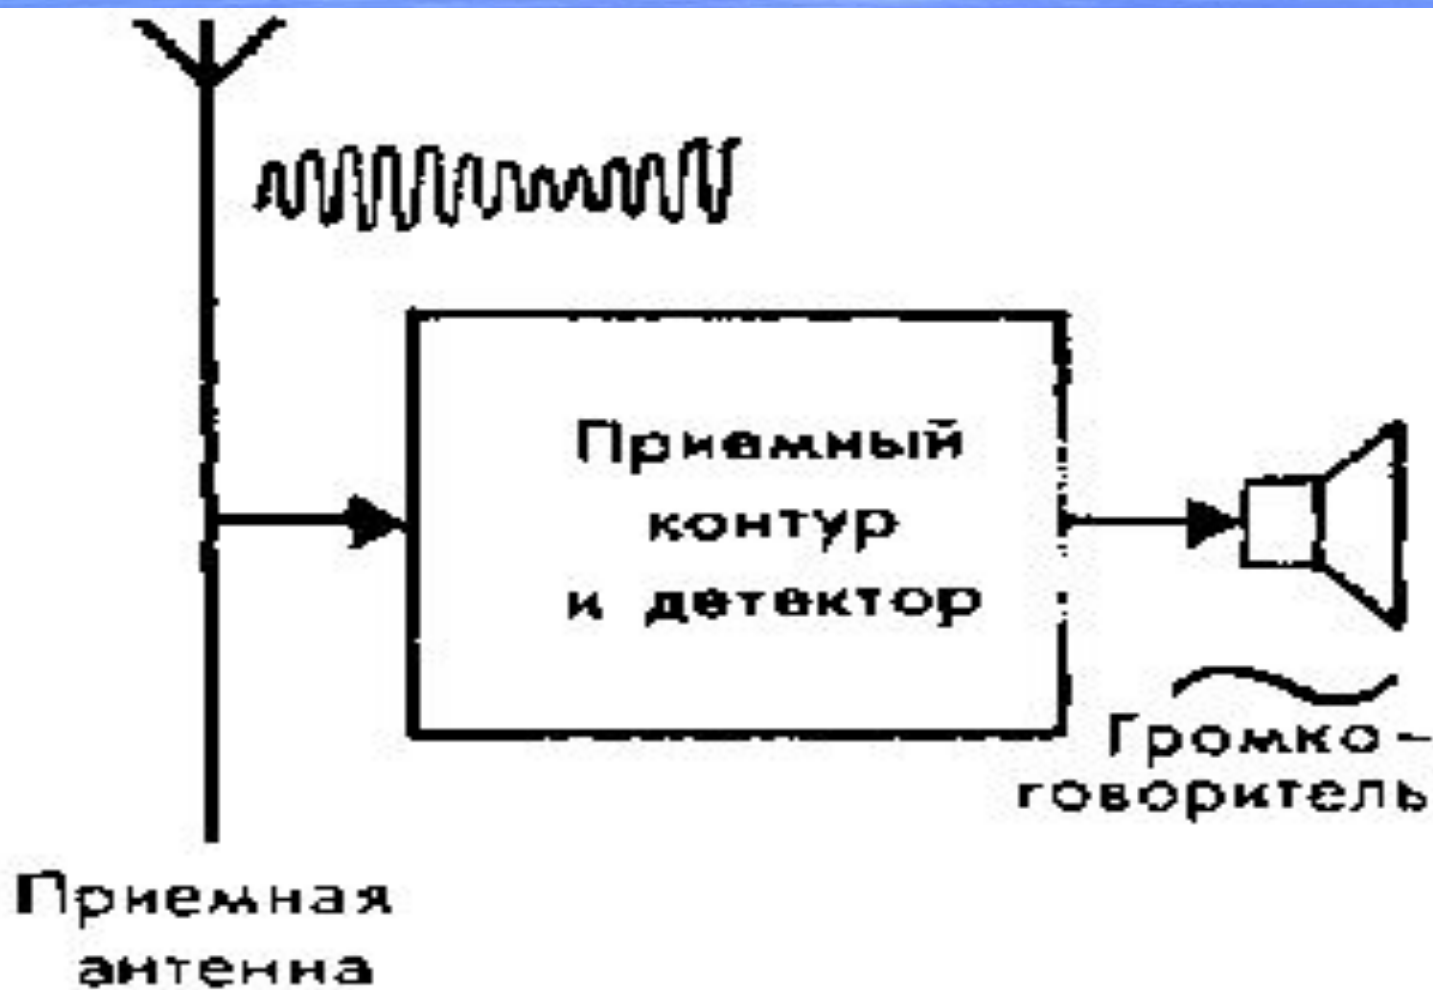 Приемный
контур
и детектор
Громко-
говоритель
Приемная
антенна